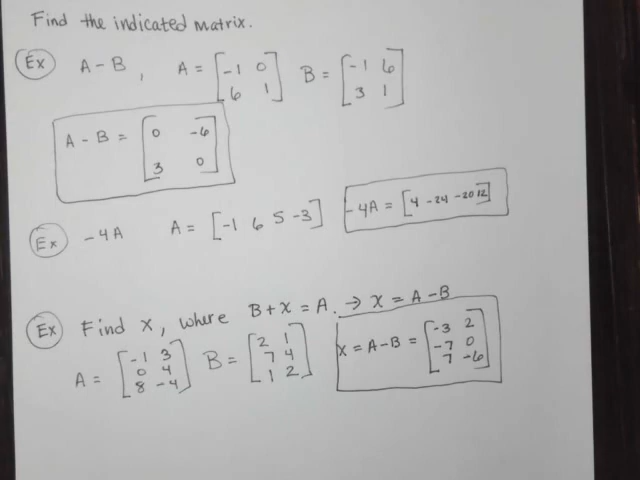 Find the indicated matrix.
Ex A - B , A = [-1 0 B = [-1 6
6 1] 3 1]
A - B = [0 -6
3 0]
Ex -4A A = [-1 6 5 -3] -4A = [4 -24 -20 12]
Ex Find X, where B + X = A. → X = A - B
A = [-1 3 B = [2 1 X = A - B = [-3 2
0 4 7 4 -7 0
8 -4] 1 2] 7 -6]